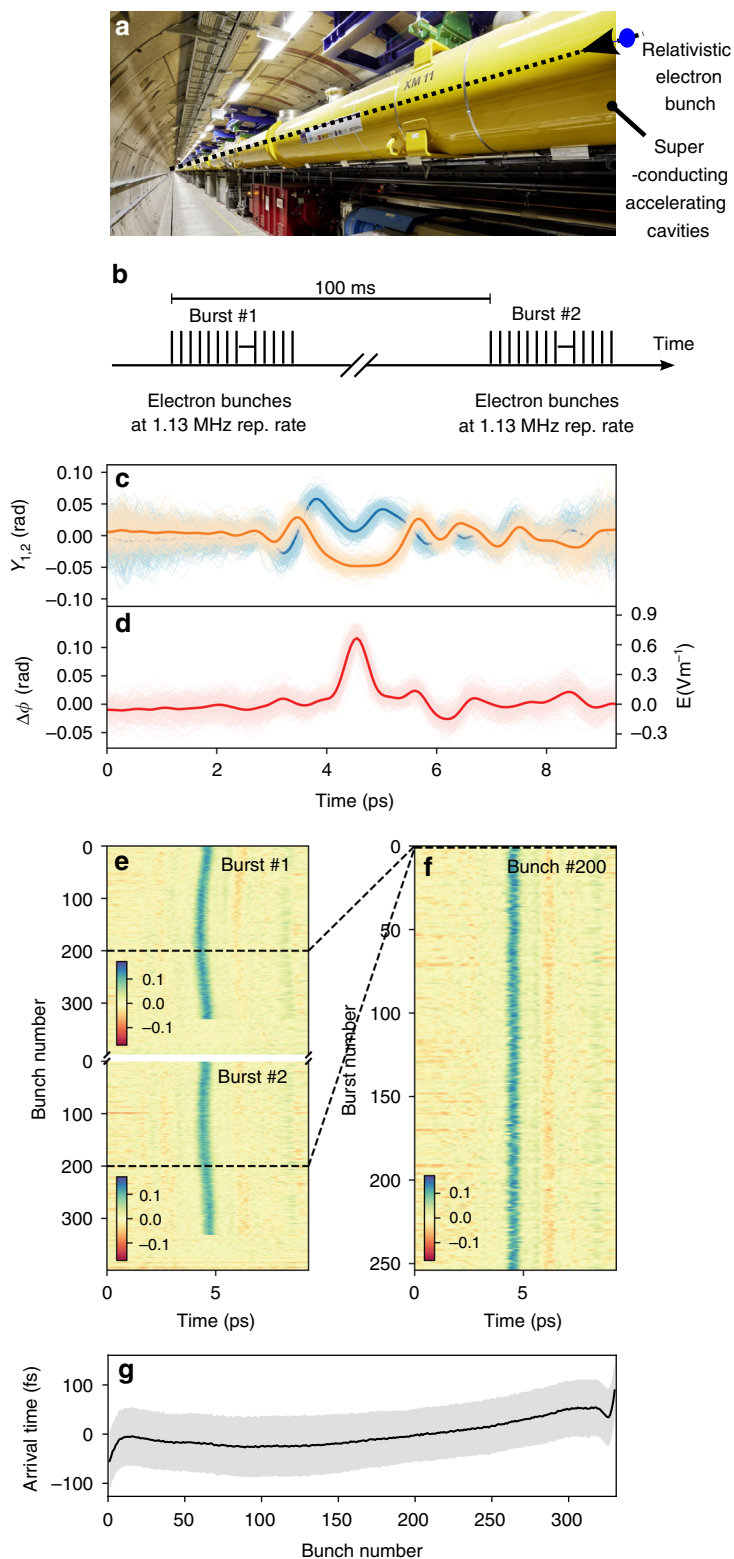 a
XM 11
Relativistic
electron
bunch
Super
-conducting
accelerating
cavities
b
100 ms
Burst #1
Burst #2
Time
Electron bunches
at 1.13 MHz rep. rate
Electron bunches
at 1.13 MHz rep. rate
c
0.10
0.05
0.00
−0.05
−0.10
Y1,2 (rad)
d
0.10
0.05
0.00
−0.05
Δϕ (rad)
0.9
0.6
0.3
0.0
−0.3
E(Vm−1)
0
2
4
6
8
Time (ps)
e
Burst #1
0
100
200
300
0.1
0.0
−0.1
Bunch number
Burst #2
0
100
200
300
0.1
0.0
−0.1
0
5
Time (ps)
f
Bunch #200
0
50
100
150
200
250
Burst number
0.1
0.0
−0.1
0
5
Time (ps)
g
100
0
−100
Arrival time (fs)
0
50
100
150
200
250
300
Bunch number